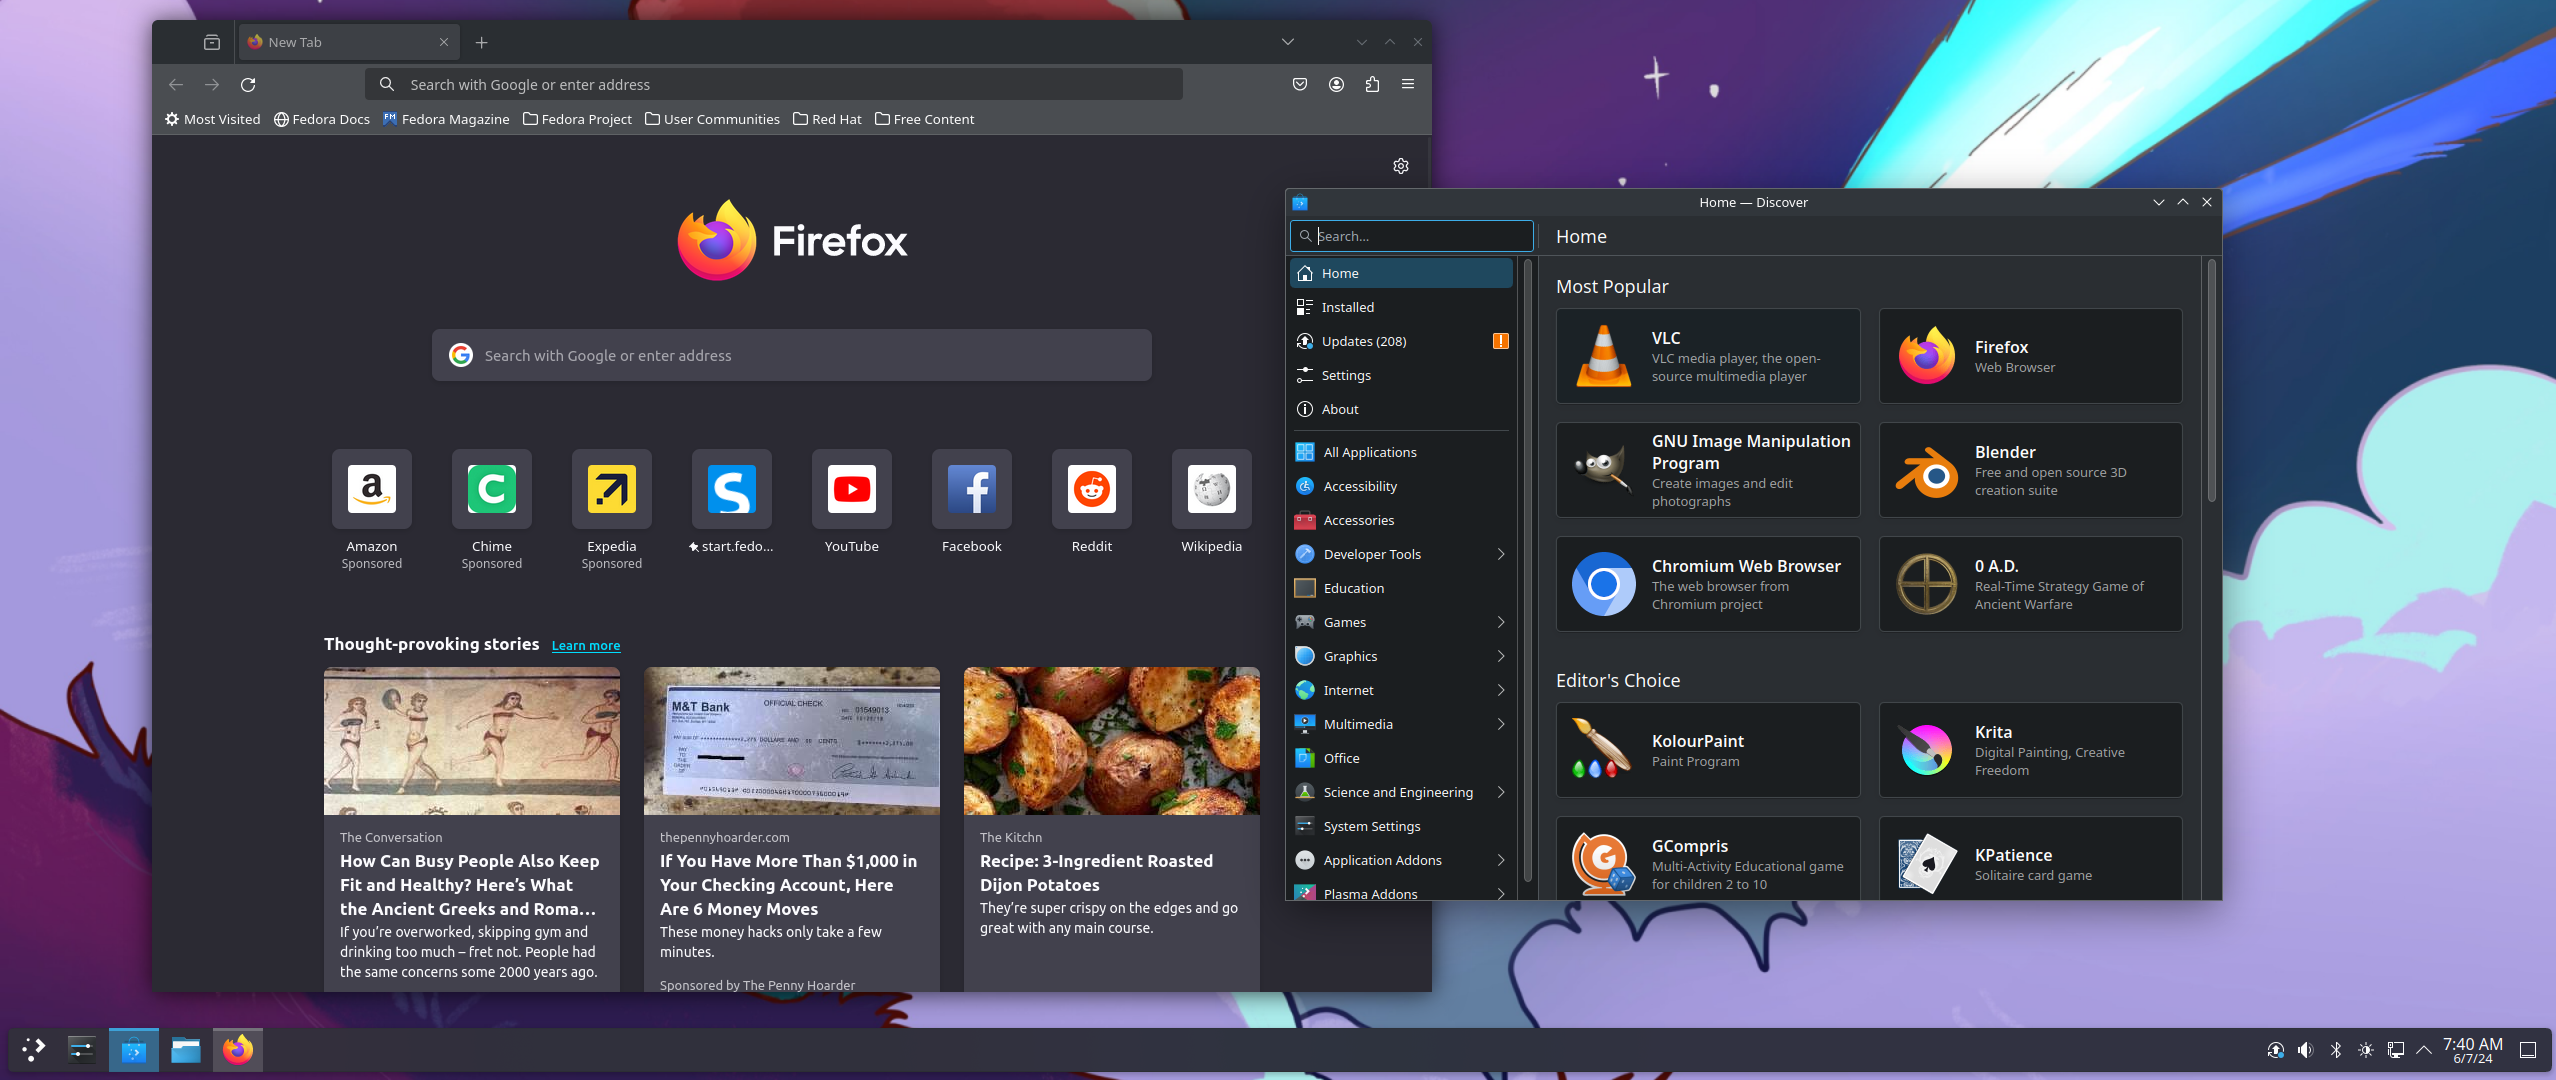 New Tab
Search with Google or enter address
Most Visited
Fedora Docs
FM
Fedora Magazine
Fedora Project
User Communities
Red Hat
Free Content
Firefox
Search with Google or enter address
Amazon
Sponsored
Chime
Sponsored
Expedia
Sponsored
start.fedo...
YouTube
Facebook
Reddit
Wikipedia
Thought-provoking stories
Learn more
M&T Bank
OFFICIAL CHECK
01549013
The Conversation
How Can Busy People Also Keep
Fit and Healthy? Here's What
the Ancient Greeks and Roma...
If you're overworked, skipping gym and
drinking too much – fret not. People had
the same concerns some 2000 years ago.
thepennyhoarder.com
If You Have More Than $1,000 in
Your Checking Account, Here
Are 6 Money Moves
These money hacks only take a few
minutes.
Sponsored by The Penny Hoarder
The Kitchn
Recipe: 3-Ingredient Roasted
Dijon Potatoes
They're super crispy on the edges and go
great with any main course.
Home — Discover
Search...
Home
Home
Installed
Updates (208)
Settings
About
All Applications
Accessibility
Accessories
Developer Tools
Education
Games
Graphics
Internet
Multimedia
Office
Science and Engineering
System Settings
Application Addons
Plasma Addons
Most Popular
VLC
VLC media player, the open-
source multimedia player
Firefox
Web Browser
GNU Image Manipulation
Program
Create images and edit
photographs
Blender
Free and open source 3D
creation suite
Chromium Web Browser
The web browser from
Chromium project
0 A.D.
Real-Time Strategy Game of
Ancient Warfare
Editor's Choice
KolourPaint
Paint Program
Krita
Digital Painting, Creative
Freedom
GCompris
Multi-Activity Educational game
for children 2 to 10
KPatience
Solitaire card game
7:40 AM
6/7/24